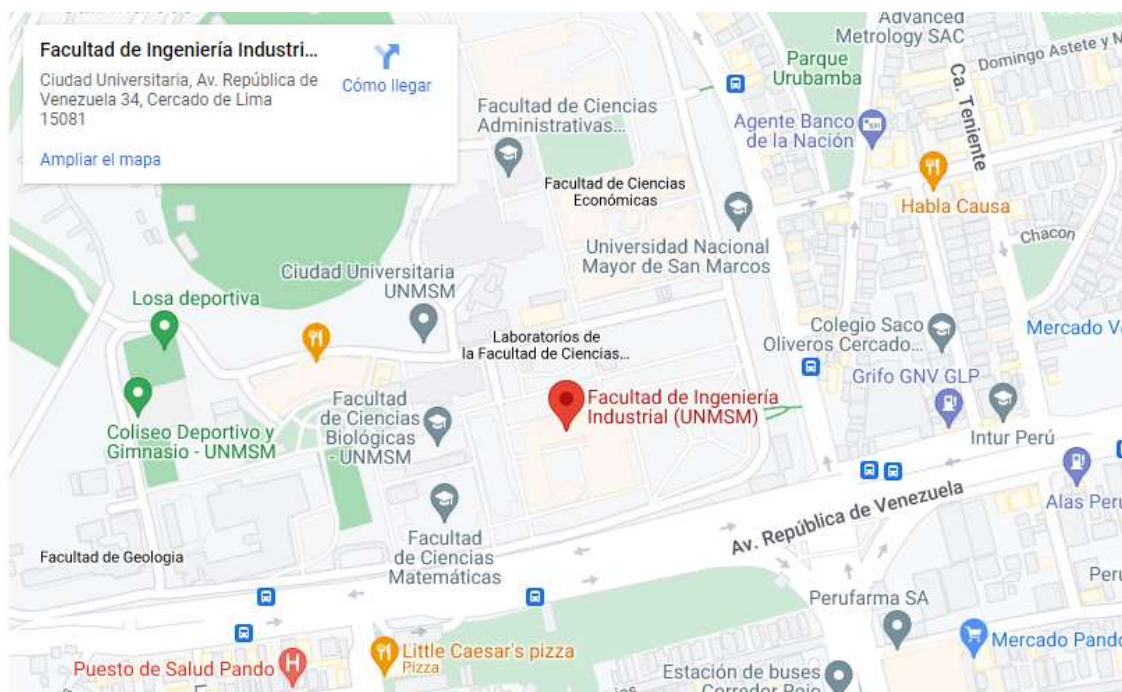 Facultad de Ingeniería Industri...
Ciudad Universitaria, Av. República de
Venezuela 34, Cercado de Lima
15081
Cómo llegar
Ampliar el mapa
Advanced
Metrology SAC
Domingo Astete y M
Parque
Urubamba
Ca. Teniente
Facultad de Ciencias
Administrativas...
Agente Banco
de la Nación
Facultad de Ciencias
Económicas
Habla Causa
Universidad Nacional
Mayor de San Marcos
Chacon
Ciudad Universitaria
UNMSM
Losa deportiva
Laboratorios de
la Facultad de Ciencias...
Colegio Saco
Oliveros Cercado...
Mercado Ve
Grifo GNV GLP
Facultad de Ingeniería
Industrial (UNMSM)
Facultad
de Ciencias
Biológicas
- UNMSM
Coliseo Deportivo y
Gimnasio - UNMSM
Intur Perú
Alas Peru
Av. República de Venezuela
Facultad
de Ciencias
Matemáticas
Facultad de Geologia
Perufarma SA
Peru
Mercado Pando
Little Caesar's pizza
Pizza
H
Puesto de Salud Pando
Estación de buses
Corredor Rojo